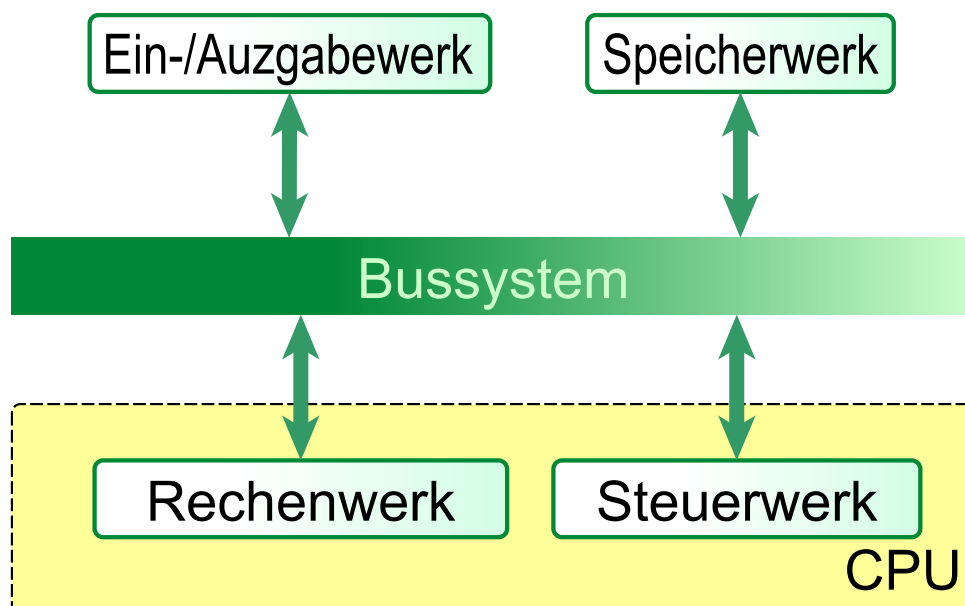 Ein-/Auzgabewerk
Speicherwerk
Bussystem
Rechenwerk
Steuerwerk
CPU